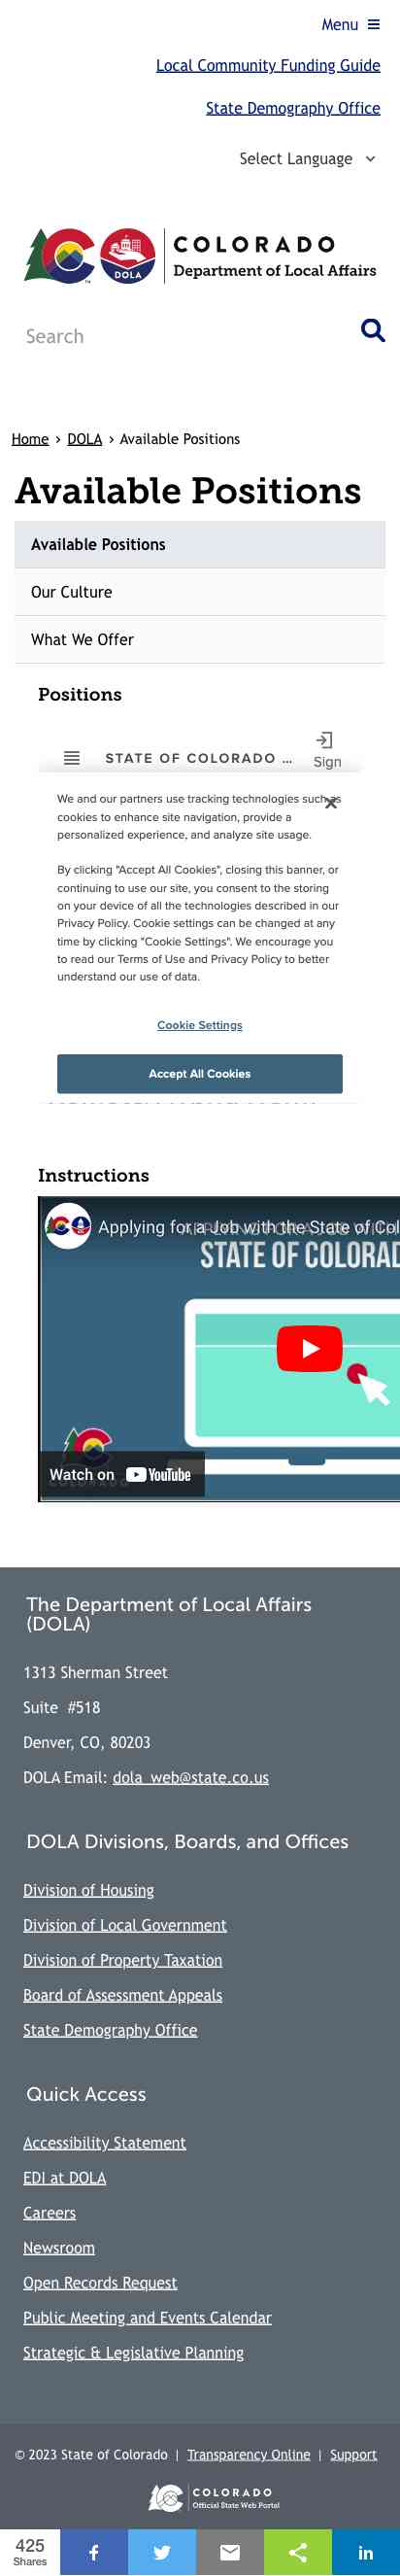 Menu
Local Community Funding Guide
State Demography Office
Select Language
COLORADO
Department of Local Affairs
DOLA
Search
Home › DOLA › Available Positions
Available Positions
Available Positions
Our Culture
What We Offer
Positions
STATE OF COLORADO ...
Sign
We and our partners use tracking technologies such as
cookies to enhance site navigation, provide a
personalized experience, and analyze site usage.
By clicking "Accept All Cookies", closing this banner, or
continuing to use our site, you consent to the storing
on your device of all the technologies described in our
Privacy Policy. Cookie settings can be changed at any
time by clicking "Cookie Settings". We encourage you
to read our Terms of Use and Privacy Policy to better
understand our use of data.
Cookie Settings
Accept All Cookies
Instructions
Applying for a Job with the State of Col
STATE OF COLORAD
COLORADO
Watch on YouTube
The Department of Local Affairs
(DOLA)
1313 Sherman Street
Suite #518
Denver, CO, 80203
DOLA Email: dola_web@state.co.us
DOLA Divisions, Boards, and Offices
Division of Housing
Division of Local Government
Division of Property Taxation
Board of Assessment Appeals
State Demography Office
Quick Access
Accessibility Statement
EDI at DOLA
Careers
Newsroom
Open Records Request
Public Meeting and Events Calendar
Strategic & Legislative Planning
© 2023 State of Colorado | Transparency Online | Support
COLORADO
Official State Web Portal
425
Shares